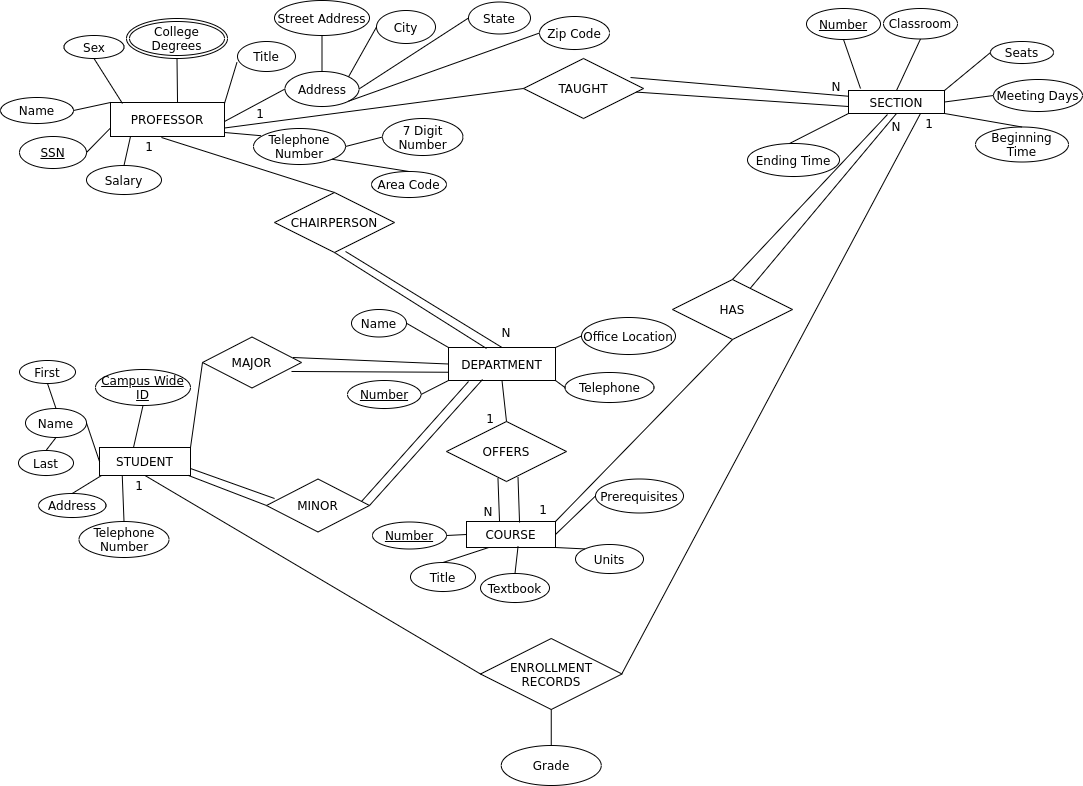 Street Address
City
State
Zip Code
College
Degrees
Sex
Title
Number
Classroom
Seats
Name
Address
PROFESSOR
1
TAUGHT
N
SECTION
Meeting Days
SSN
1
Telephone
Number
7 Digit
Number
N
1
Beginning
Time
Salary
Area Code
Ending Time
CHAIRPERSON
HAS
Name
N
Office Location
MAJOR
DEPARTMENT
First
Campus Wide
ID
Number
Telephone
Name
1
OFFERS
Last
STUDENT
1
Address
MINOR
N
1
Prerequisites
Telephone
Number
Number
COURSE
Title
Textbook
Units
ENROLLMENT
RECORDS
Grade